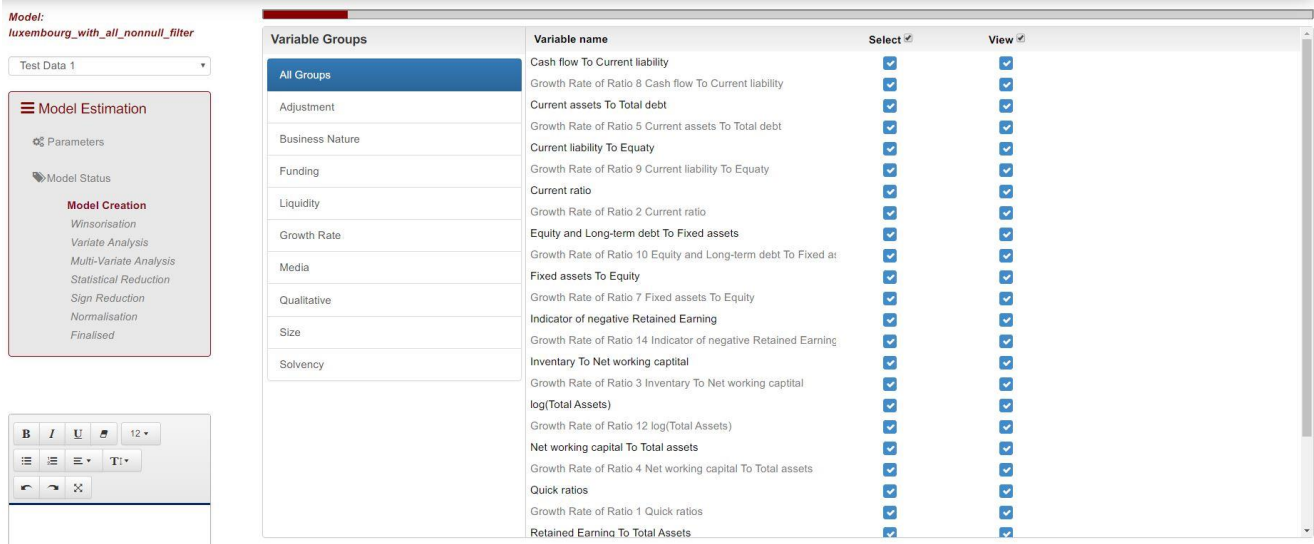 Model:
luxembourg_with_all_nonnull_filter
Test Data 1
Model Estimation
Parameters
Model Status
Model Creation
Winsorisation
Variate Analysis
Multi-Variate Analysis
Statistical Reduction
Sign Reduction
Normalisation
Finalised
B I U 12
TI
Variable Groups
All Groups
Adjustment
Business Nature
Funding
Liquidity
Growth Rate
Media
Qualitative
Size
Solvency
Variable name Select View
Cash flow To Current liability
Growth Rate of Ratio 8 Cash flow To Current liability
Current assets To Total debt
Growth Rate of Ratio 5 Current assets To Total debt
Current liability To Equaty
Growth Rate of Ratio 9 Current liability To Equaty
Current ratio
Growth Rate of Ratio 2 Current ratio
Equity and Long-term debt To Fixed assets
Growth Rate of Ratio 10 Equity and Long-term debt To Fixed as
Fixed assets To Equity
Growth Rate of Ratio 7 Fixed assets To Equity
Indicator of negative Retained Earning
Growth Rate of Ratio 14 Indicator of negative Retained Earning
Inventary To Net working captital
Growth Rate of Ratio 3 Inventary To Net working captital
log(Total Assets)
Growth Rate of Ratio 12 log(Total Assets)
Net working capital To Total assets
Growth Rate of Ratio 4 Net working capital To Total assets
Quick ratios
Growth Rate of Ratio 1 Quick ratios
Retained Earning To Total Assets